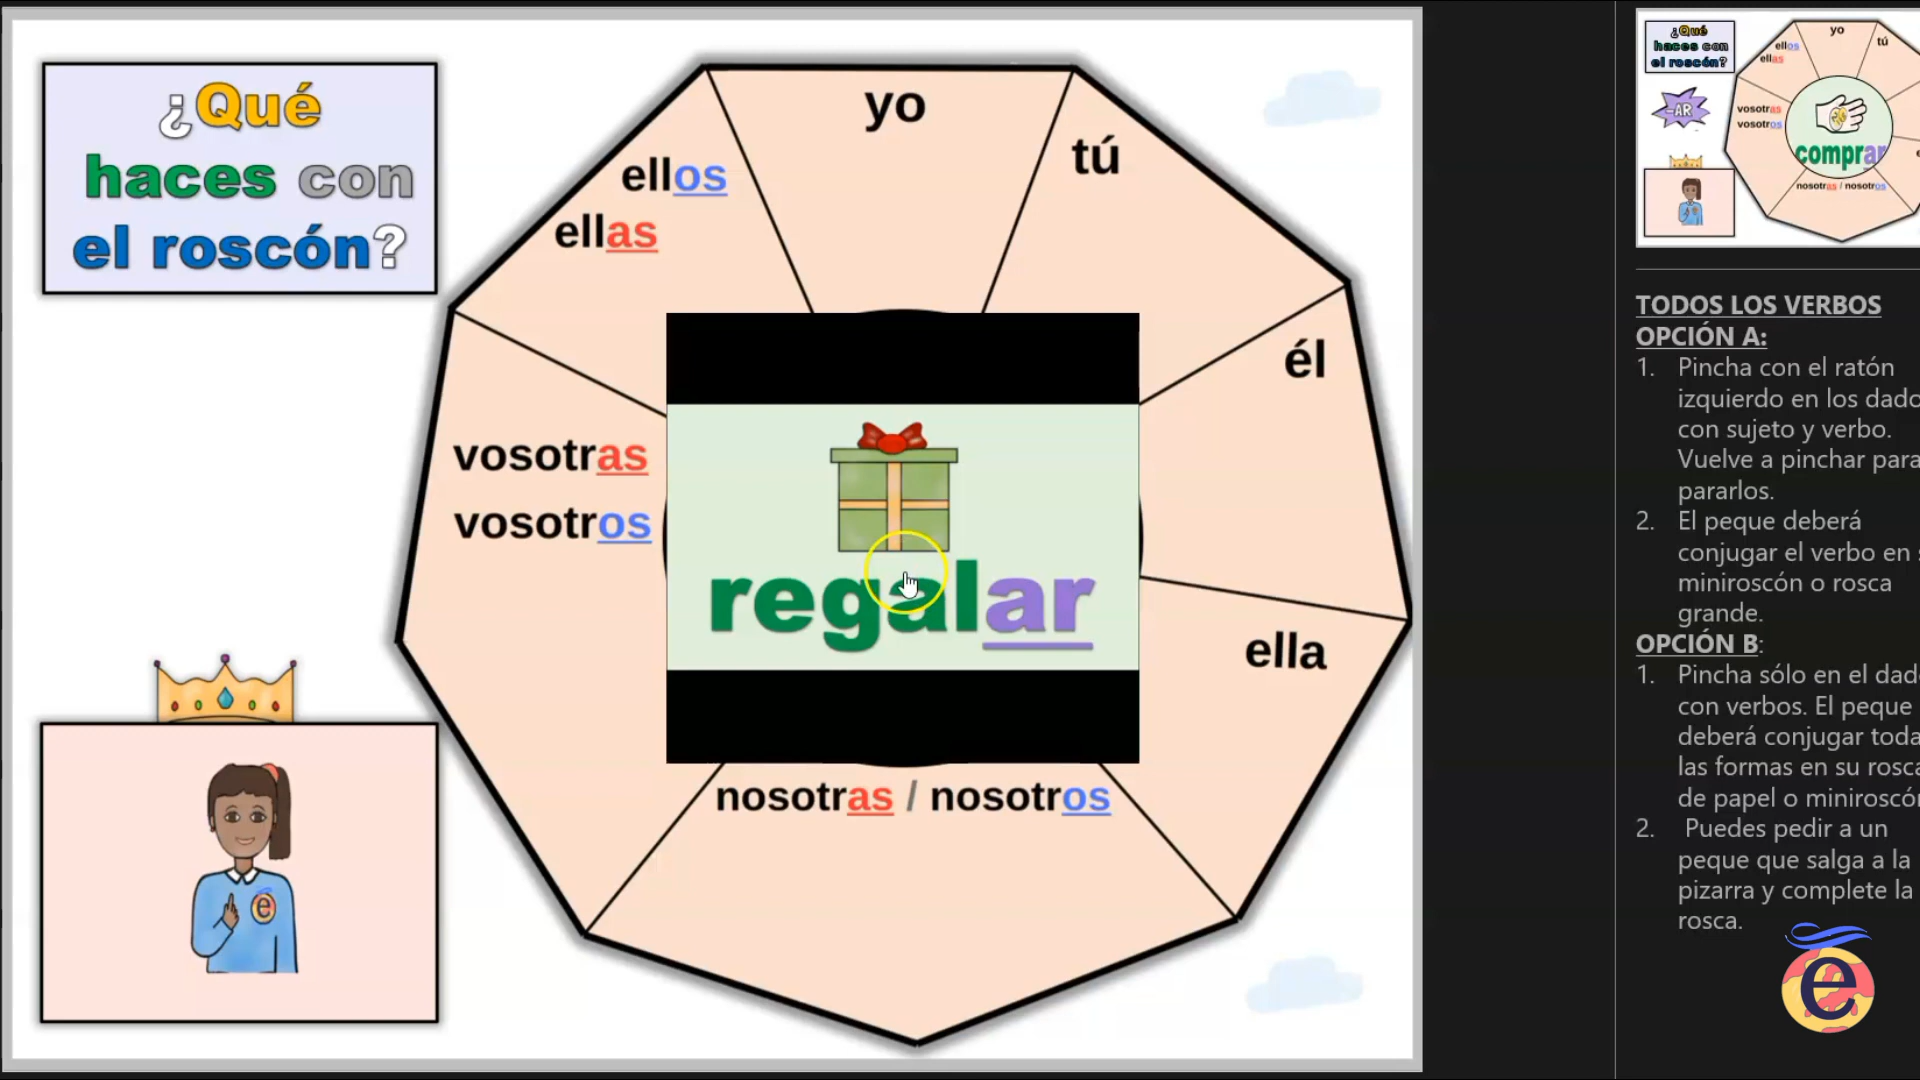 ¿Qué
haces con
el roscón?
yo
tú
ellos
ellas
él
vosotras
vosotros
regalar
ella
nosotras / nosotros
e
¿Qué
haces con
el roscón?
yo
tú
ellos
ellas
vosotras
vosotros
-AR
comprar
nosotras / nosotros
TODOS LOS VERBOS
OPCIÓN A:
1. Pincha con el ratón
izquierdo en los dado
con sujeto y verbo.
Vuelve a pinchar para
pararlos.
2. El peque deberá
conjugar el verbo en s
miniroscón o rosca
grande.
OPCIÓN B:
1. Pincha sólo en el dad
con verbos. El peque
deberá conjugar toda
las formas en su rosca
de papel o miniroscón
2. Puedes pedir a un
peque que salga a la
pizarra y complete la
rosca.
e